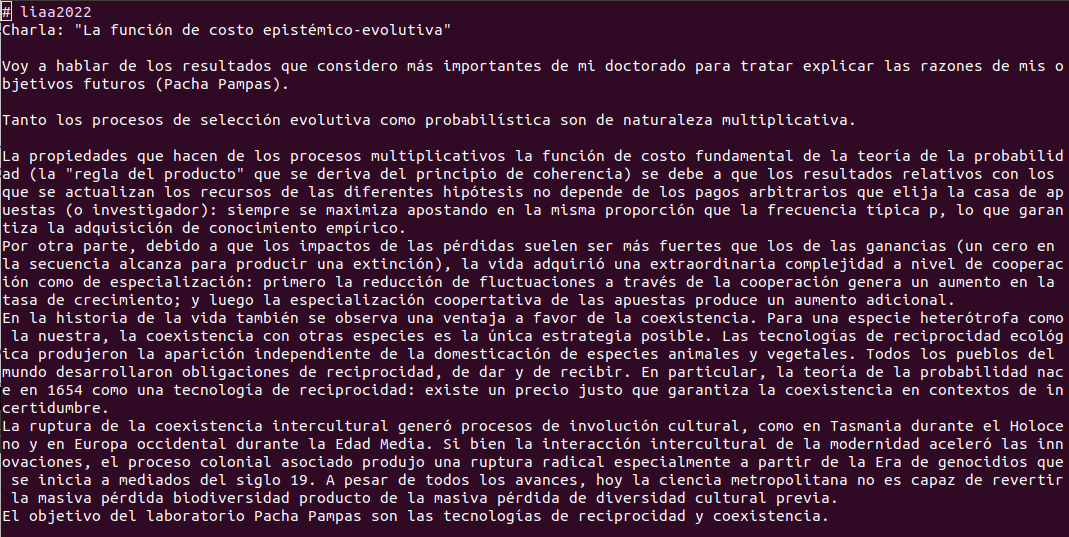 # liaa2022
Charla: "La función de costo epistémico-evolutiva"
Voy a hablar de los resultados que considero más importantes de mi doctorado para tratar explicar las razones de mis o
bjetivos futuros (Pacha Pampas).
Tanto los procesos de selección evolutiva como probabilística son de naturaleza multiplicativa.
La propiedades que hacen de los procesos multiplicativos la función de costo fundamental de la teoría de la probabilid
ad (la "regla del producto" que se deriva del principio de coherencia) se debe a que los resultados relativos con los
que se actualizan los recursos de las diferentes hipótesis no depende de los pagos arbitrarios que elija la casa de ap
uestas (o investigador): siempre se maximiza apostando en la misma proporción que la frecuencia típica p, lo que garan
tiza la adquisición de conocimiento empírico.
Por otra parte, debido a que los impactos de las pérdidas suelen ser más fuertes que los de las ganancias (un cero en
la secuencia alcanza para producir una extinción), la vida adquirió una extraordinaria complejidad a nivel de cooperac
ión como de especialización: primero la reducción de fluctuaciones a través de la cooperación genera un aumento en la
tasa de crecimiento; y luego la especialización coopertativa de las apuestas produce un aumento adicional.
En la historia de la vida también se observa una ventaja a favor de la coexistencia. Para una especie heterótrofa como
la nuestra, la coexistencia con otras especies es la única estrategia posible. Las tecnologías de reciprocidad ecológ
ica produjeron la aparición independiente de la domesticación de especies animales y vegetales. Todos los pueblos del
mundo desarrollaron obligaciones de reciprocidad, de dar y de recibir. En particular, la teoría de la probabilidad nac
e en 1654 como una tecnología de reciprocidad: existe un precio justo que garantiza la coexistencia en contextos de in
certidumbre.
La ruptura de la coexistencia intercultural generó procesos de involución cultural, como en Tasmania durante el Holoce
no y en Europa occidental durante la Edad Media. Si bien la interacción intercultural de la modernidad aceleró las inn
ovaciones, el proceso colonial asociado produjo una ruptura radical especialmente a partir de la Era de genocidios que
se inicia a mediados del siglo 19. A pesar de todos los avances, hoy la ciencia metropolitana no es capaz de revertir
la masiva pérdida biodiversidad producto de la masiva pérdida de diversidad cultural previa.
El objetivo del laboratorio Pacha Pampas son las tecnologías de reciprocidad y coexistencia.